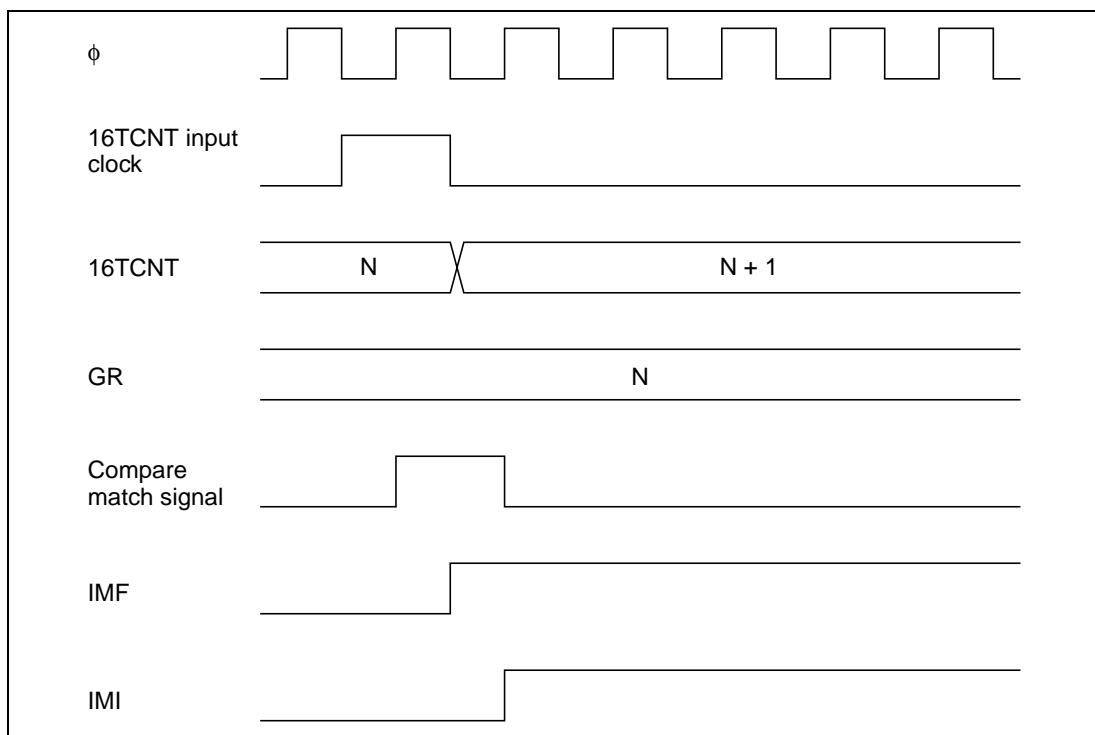 ϕ
16TCNT input
clock
16TCNT
N
N + 1
GR
N
Compare
match signal
IMF
IMI